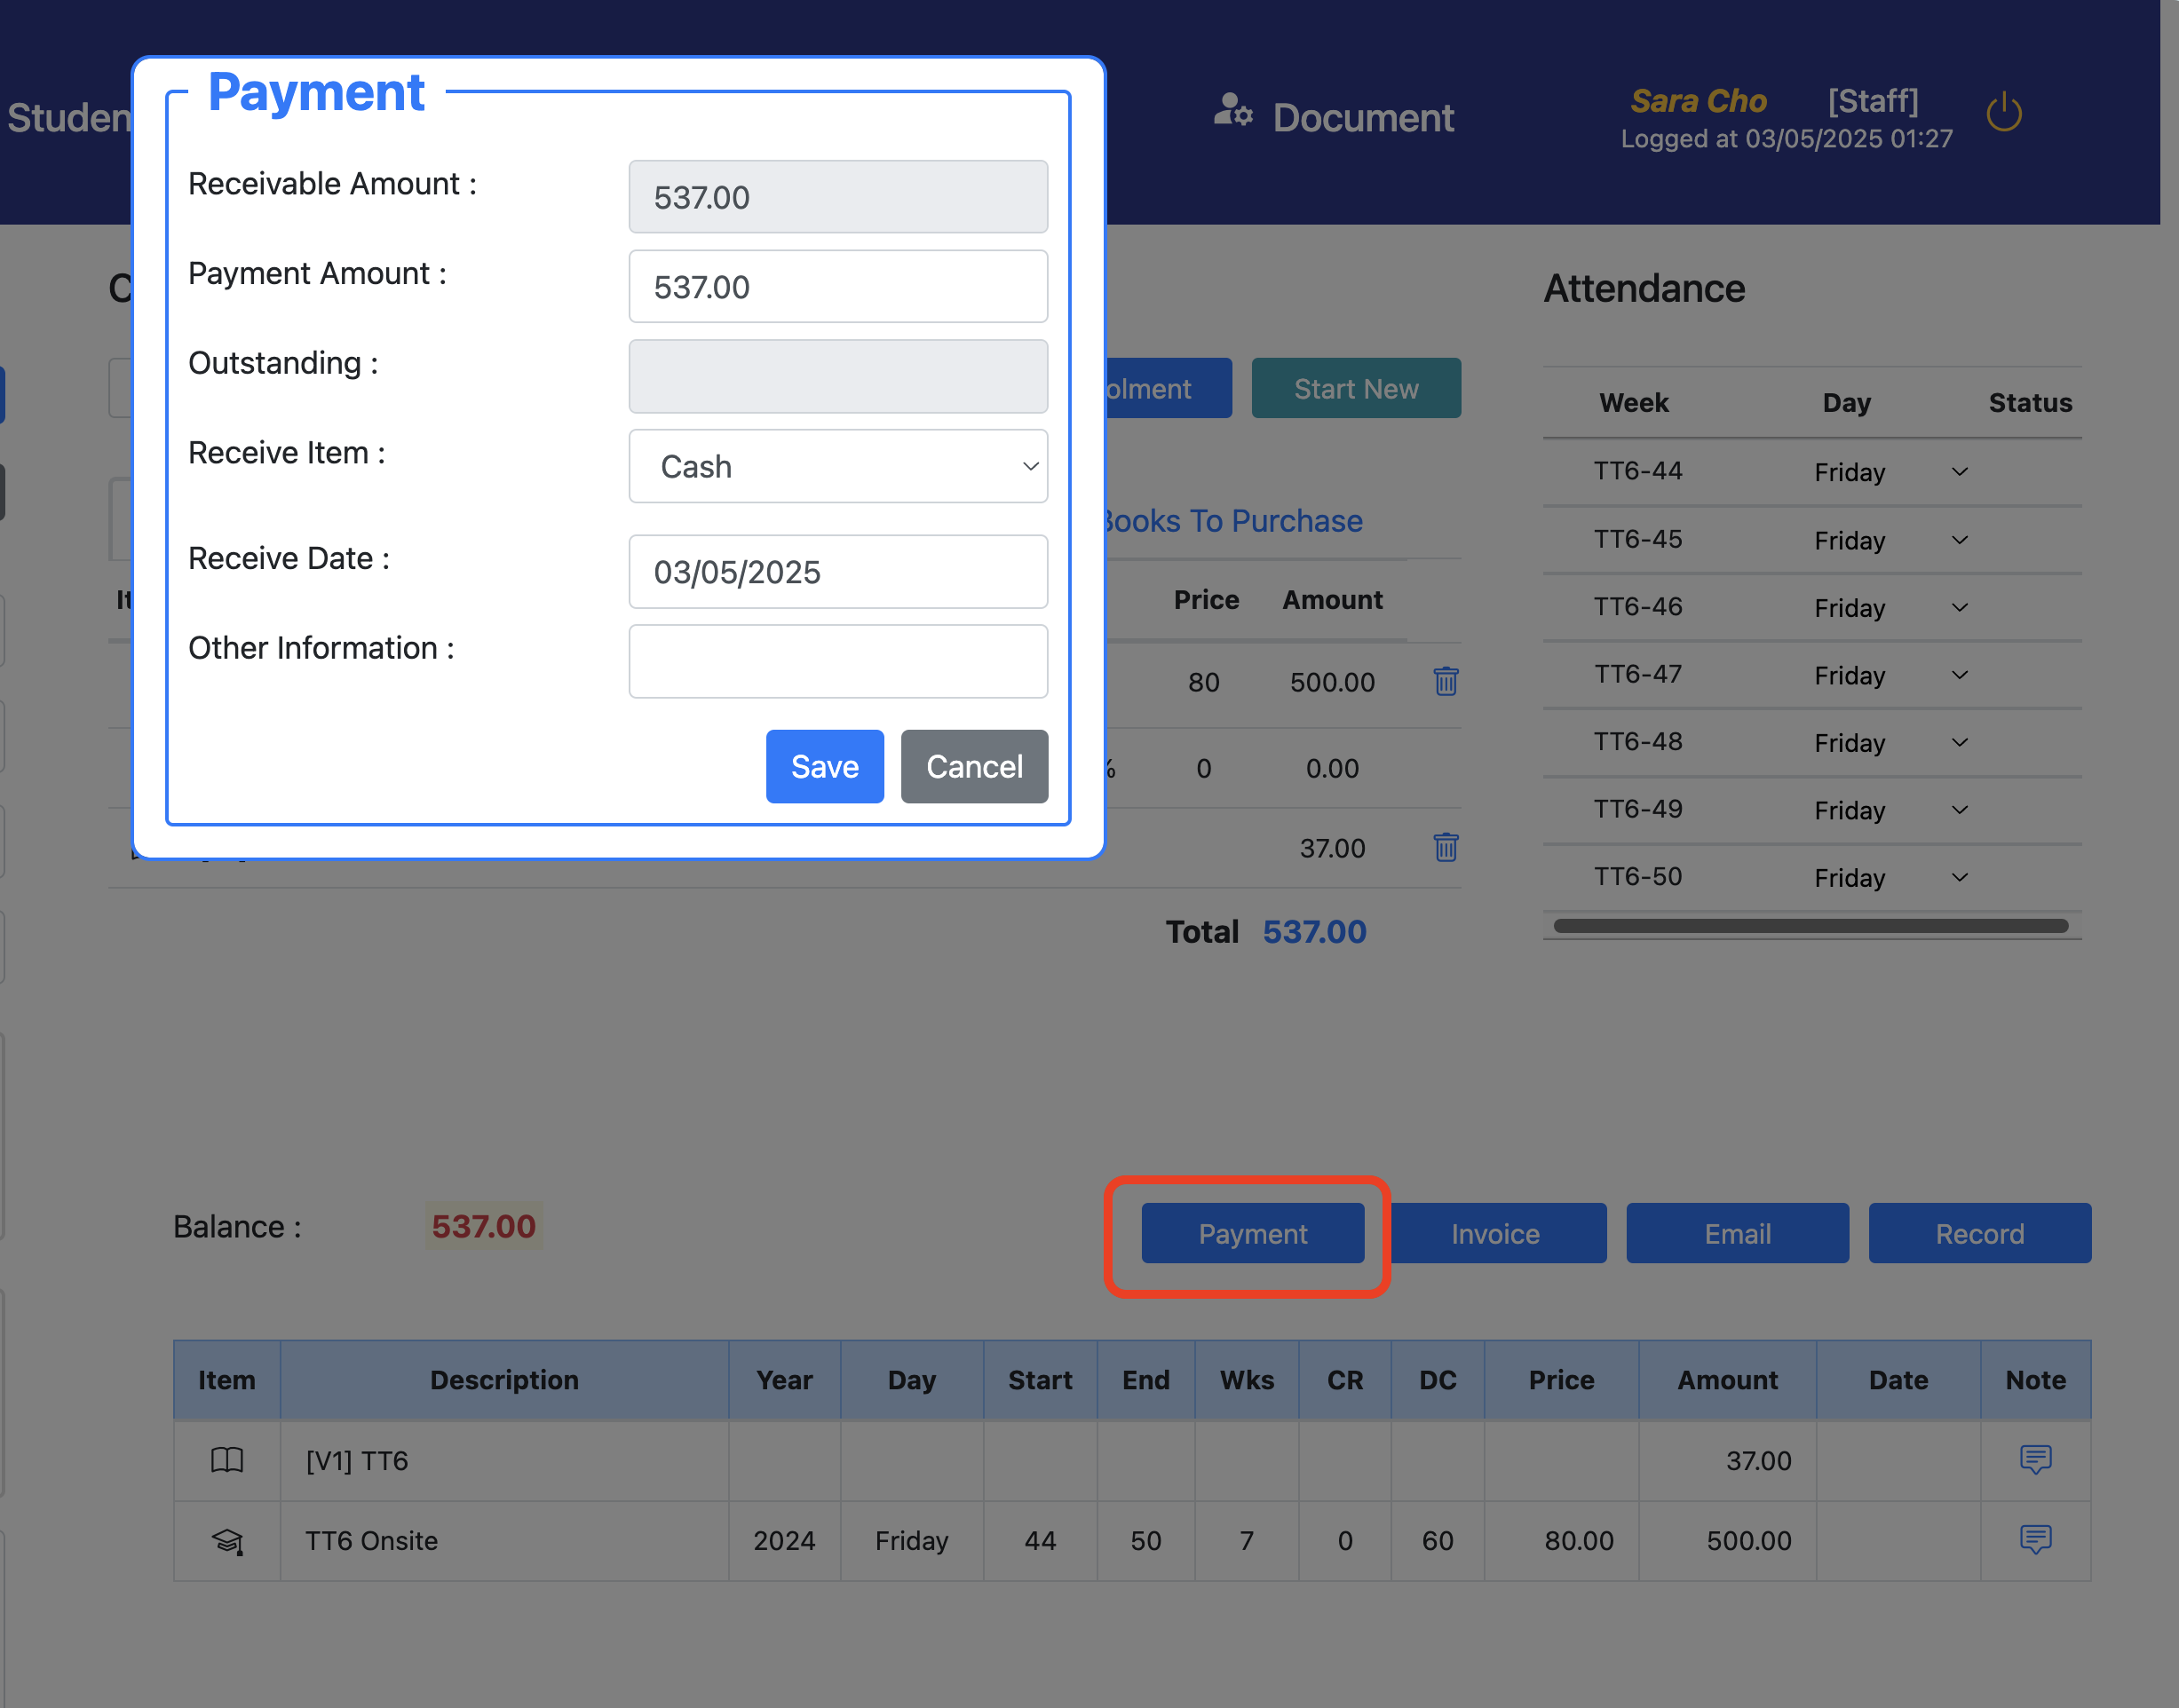 Document
Sara Cho [Staff]
Logged at 03/05/2025 01:27
Payment
Receivable Amount : 537.00
Payment Amount : 537.00
Outstanding :
Receive Item : Cash
Receive Date : 03/05/2025
Other Information :
Save Cancel
Start New
To Purchase
Price Amount
80 500.00
0 0.00
37.00
Total 537.00
Attendance
Week Day Status
TT6-44 Friday
TT6-45 Friday
TT6-46 Friday
TT6-47 Friday
TT6-48 Friday
TT6-49 Friday
TT6-50 Friday
Balance : 537.00
Payment Invoice Email Record
Item Description Year Day Start End Wks CR DC Price Amount Date Note
[V1] TT6 37.00
TT6 Onsite 2024 Friday 44 50 7 0 60 80.00 500.00